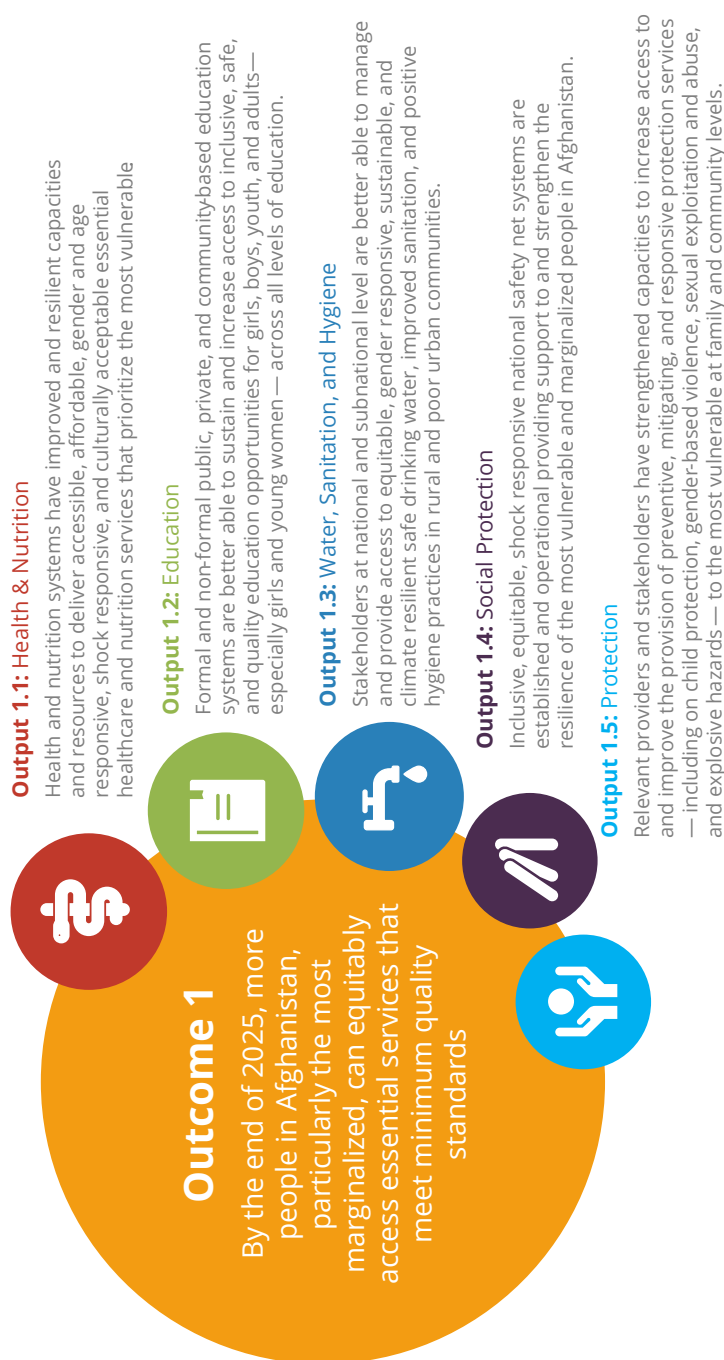 Outcome 1
By the end of 2025, more
people in Afghanistan,
particularly the most
marginalized, can equitably
access essential services that
meet minimum quality
standards
Output 1.1: Health & Nutrition
Health and nutrition systems have improved and resilient capacities
and resources to deliver accessible, affordable, gender and age
responsive, shock responsive, and culturally acceptable essential
healthcare and nutrition services that prioritize the most vulnerable
Output 1.2: Education
Formal and non-formal public, private, and community-based education
systems are better able to sustain and increase access to inclusive, safe,
and quality education opportunities for girls, boys, youth, and adults—
especially girls and young women — across all levels of education.
Output 1.3: Water, Sanitation, and Hygiene
Stakeholders at national and subnational level are better able to manage
and provide access to equitable, gender responsive, sustainable, and
climate resilient safe drinking water, improved sanitation, and positive
hygiene practices in rural and poor urban communities.
Output 1.4: Social Protection
Inclusive, equitable, shock responsive national safety net systems are
established and operational providing support to and strengthen the
resilience of the most vulnerable and marginalized people in Afghanistan.
Output 1.5: Protection
Relevant providers and stakeholders have strengthened capacities to increase access to
and improve the provision of preventive, mitigating, and responsive protection services
— including on child protection, gender-based violence, sexual exploitation and abuse,
and explosive hazards — to the most vulnerable at family and community levels.